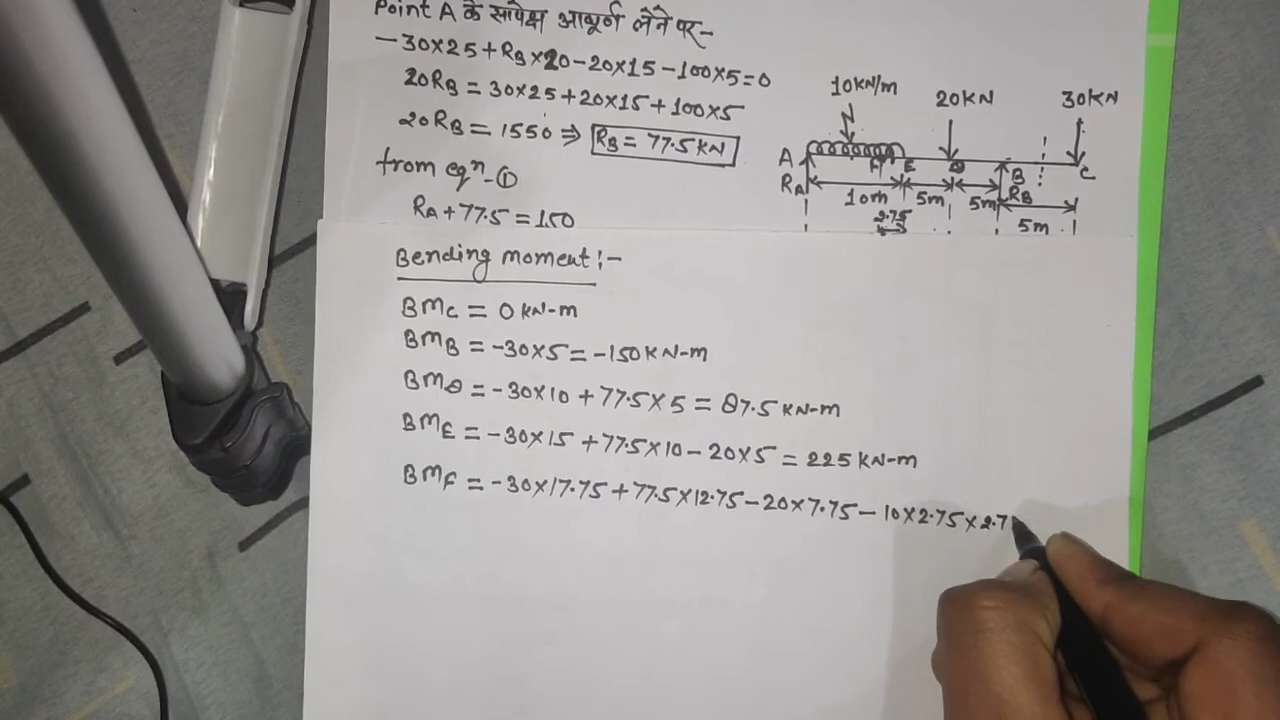 Point A के सापेक्ष आघूर्ण लेने पर-
-30×25+RB×20-20×15-100×5=0
20RB = 30×25+20×15+100×5
20RB = 1550 ⇒ RB = 77.5KN
from eqn-①
RA+77.5=150
10KN/m
20KN
30KN
A
F
E
D
B
C
RA
RB
10m
5m
5m
5m
2.75
Bending moment:-
BMC = 0 KN-m
BMB = -30×5 = -150KN-m
BMD = -30×10 + 77.5×5 = 87.5 KN-m
BME = -30×15 + 77.5×10 - 20×5 = 225 KN-m
BMF = -30×17.75 + 77.5×12.75 - 20×7.75 - 10×2.75×2.7